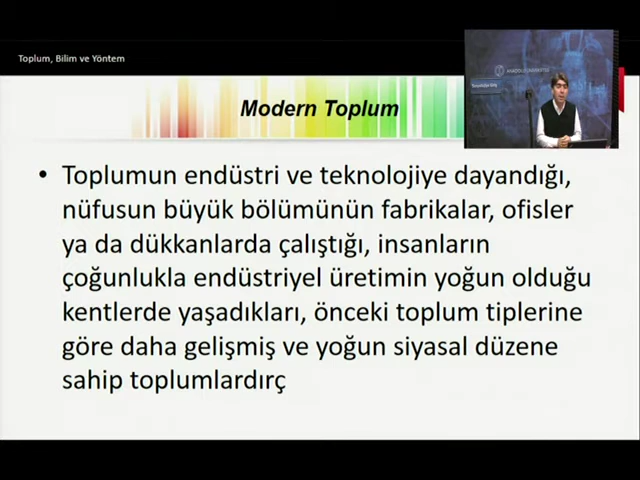 Toplum, Bilim ve Yöntem
Modern Toplum
• Toplumun endüstri ve teknolojiye dayandığı,
nüfusun büyük bölümünün fabrikalar, ofisler
ya da dükkanlarda çalıştığı, insanların
çoğunlukla endüstriyel üretimin yoğun olduğu
kentlerde yaşadıkları, önceki toplum tiplerine
göre daha gelişmiş ve yoğun siyasal düzene
sahip toplumlardırç